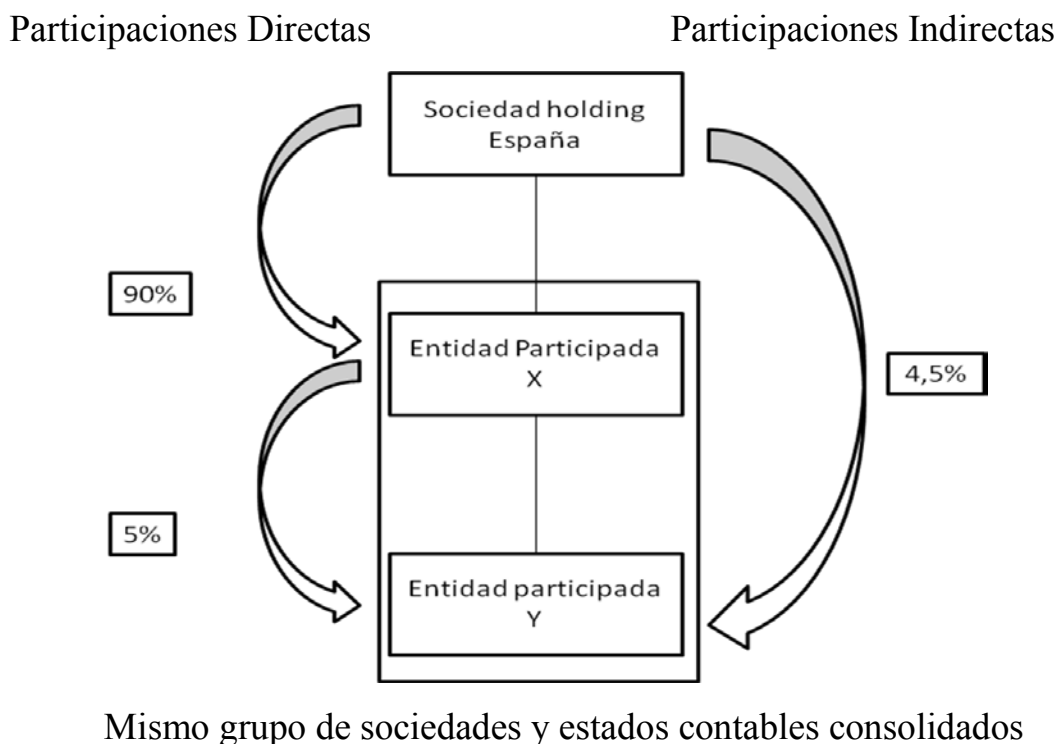 Participaciones Directas
Participaciones Indirectas
Sociedad holding
España
90%
Entidad Participada
X
4,5%
5%
Entidad participada
Y
Mismo grupo de sociedades y estados contables consolidados